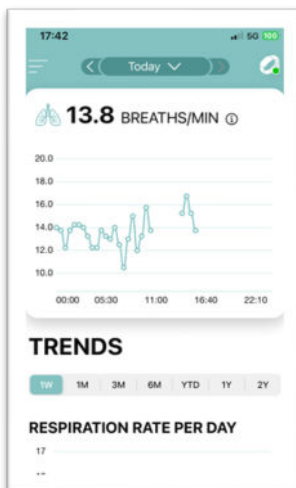 17:42 5G 100
Today
13.8 BREATHS/MIN
20.0
18.0
16.0
14.0
12.0
10.0
00:00 05:30 11:00 16:40 22:10
TRENDS
1W 1M 3M 6M YTD 1Y 2Y
RESPIRATION RATE PER DAY
17